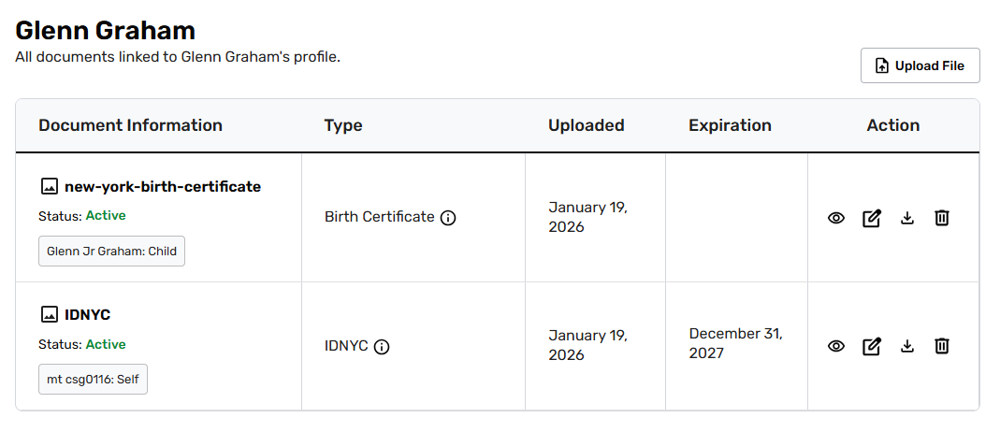 Glenn Graham
All documents linked to Glenn Graham's profile.
Upload File
Document Information Type Uploaded Expiration Action
new-york-birth-certificate
Status: Active
Glenn Jr Graham: Child
Birth Certificate
January 19,
2026
IDNYC
Status: Active
mt csg0116: Self
IDNYC
January 19,
2026
December 31,
2027